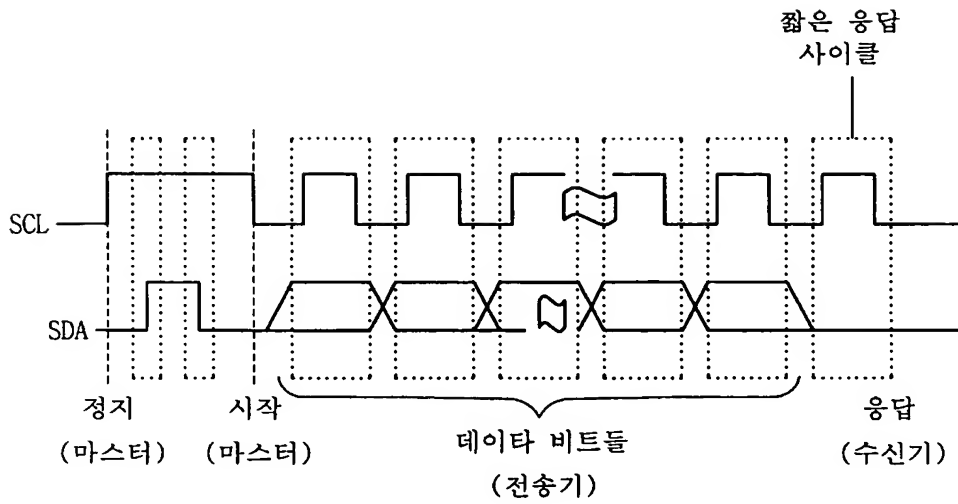 짧은 응답
사이클
SCL
SDA
정지
(마스터)
시작
(마스터)
데이타 비트들
(전송기)
응답
(수신기)